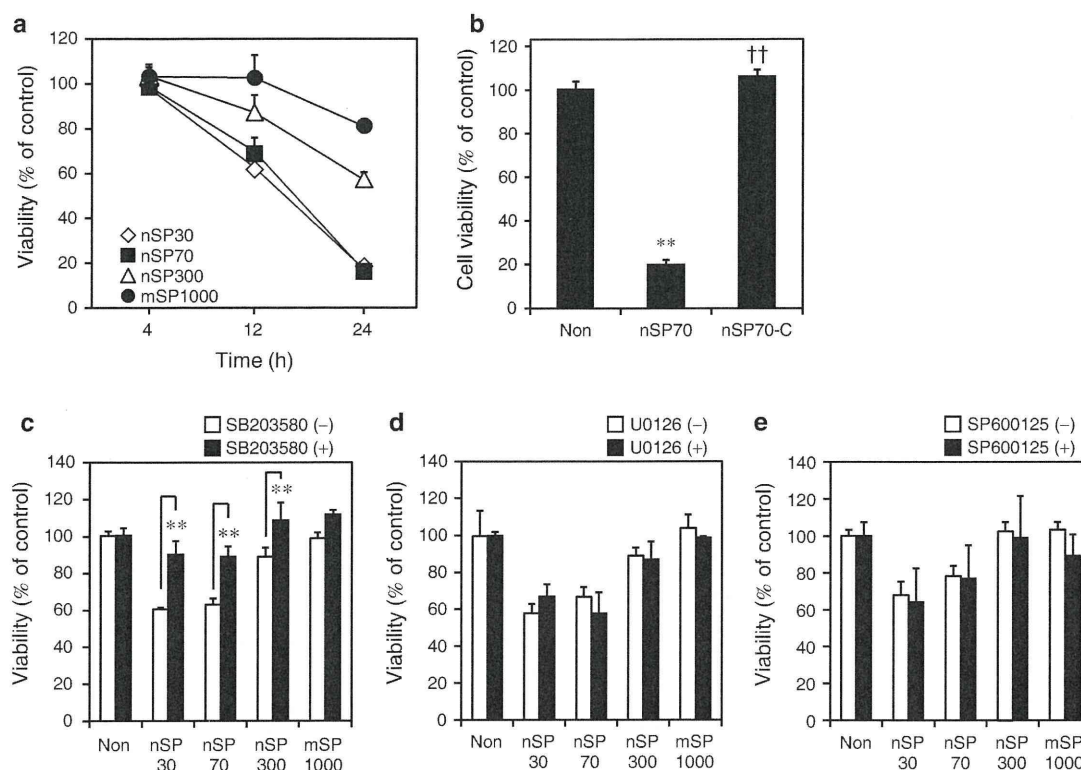 a
120
100
80
60
40
20
0
Viability (% of control)
nSP30
nSP70
nSP300
mSP1000
4 12 24
Time (h)
b
120
100
80
60
40
20
0
Cell viability (% of control)
**
††
Non nSP70 nSP70-C
c
SB203580 (−)
SB203580 (+)
140
120
100
80
60
40
20
0
Viability (% of control)
** ** **
Non nSP nSP nSP mSP
30 70 300 1000
d
U0126 (−)
U0126 (+)
140
120
100
80
60
40
20
0
Viability (% of control)
Non nSP nSP nSP mSP
30 70 300 1000
e
SP600125 (−)
SP600125 (+)
140
120
100
80
60
40
20
0
Viability (% of control)
Non nSP nSP nSP mSP
30 70 300 1000